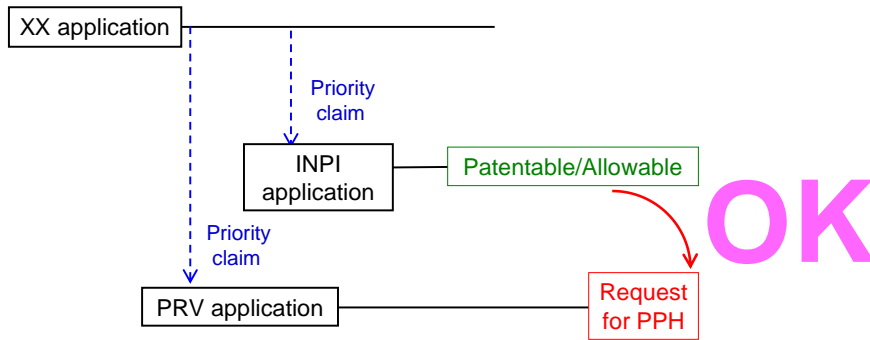 XX application
Priority
claim
INPI
application
Patentable/Allowable
OK
Priority
claim
PRV application
Request
for PPH